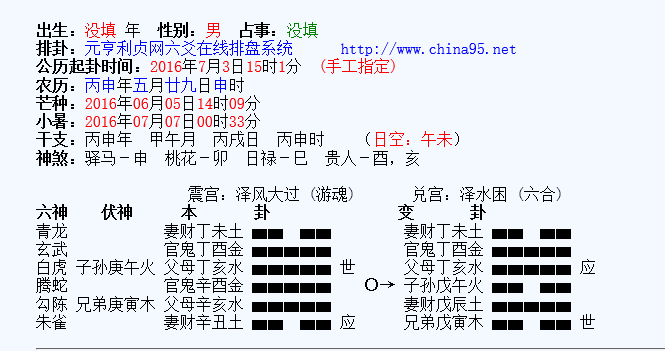 出生：没填 年 性别：男 占事：没填
排卦：元亨利贞网六爻在线排盘系统 http://www.china95.net
公历起卦时间：2016年7月3日15时1分 (手工指定)
农历：丙申年五月廿九日申时
芒种：2016年06月05日14时09分
小暑：2016年07月07日00时33分
干支：丙申年 甲午月 丙戌日 丙申时 （日空：午未）
神煞：驿马－申 桃花－卯 日禄－巳 贵人－酉，亥
震宫：泽风大过 (游魂) 兑宫：泽水困 (六合)
六神 伏神 本 卦 变 卦
青龙 妻财丁未土 妻财丁未土
玄武 官鬼丁酉金 官鬼丁酉金
白虎 子孙庚午火 父母丁亥水 世 父母丁亥水 应
腾蛇 官鬼辛酉金 O→ 子孙戊午火
勾陈 兄弟庚寅木 父母辛亥水 妻财戊辰土
朱雀 妻财辛丑土 应 兄弟戊寅木 世